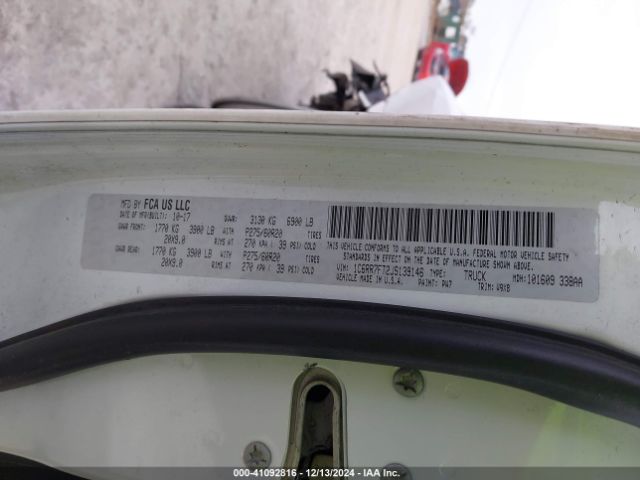 MFD BY FCA US LLC
DATE OF MFR(BUILT): 10-17 GVWR: 3130 KG 6900 LB
GAWR FRONT: 1770 KG 3900 LB WITH P275/60R20 TIRES
20X9.0 RIMS AT 270 KPA/ 39 PSI/COLD
GAWR REAR: 1770 KG 3900 LB WITH P275/60R20 TIRES
20X9.0 RIMS AT 270 KPA/ 39 PSI/COLD
THIS VEHICLE CONFORMS TO ALL APPLICABLE U.S.A. FEDERAL MOTOR VEHICLE SAFETY
STANDARDS IN EFFECT ON THE DATE OF MANUFACTURE SHOWN ABOVE.
VIN: 1C6RR7FT2JS139146 TYPE: TRUCK MDH: 101609 338AA
VEHICLE MADE IN U.S.A. PAINT: PW7 TRIM: V9X8
000-41092816 - 12/13/2024 - IAA Inc.